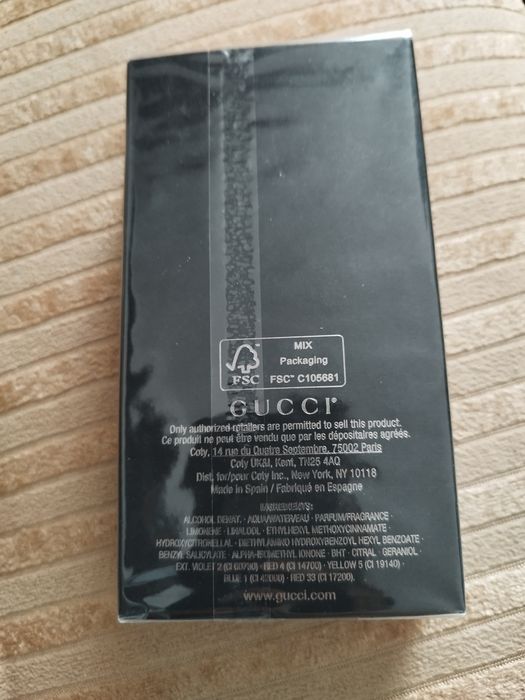 MIX
Packaging
FSC™ C105681
FSC
GUCCI
Only authorized retailers are permitted to sell this product.
Ce produit ne peut être vendu que par les dépositaires agréés.
Coty, 14 rue du Quatre Septembre, 75002 Paris
Coty UK&I, Kent, TN25 4AQ
Dist. for/pour Coty Inc., New York, NY 10118
Made in Spain / Fabriqué en Espagne
INGREDIENTS:
ALCOHOL DENAT. · AQUA/WATER/EAU · PARFUM/FRAGRANCE ·
LIMONENE · LINALOOL · ETHYLHEXYL METHOXYCINNAMATE ·
HYDROXYCITRONELLAL · DIETHYLAMINO HYDROXYBENZOYL HEXYL BENZOATE ·
BENZYL SALICYLATE · ALPHA-ISOMETHYL IONONE · BHT · CITRAL · GERANIOL ·
EXT. VIOLET 2 (CI 60730) · RED 4 (CI 14700) · YELLOW 5 (CI 19140) ·
BLUE 1 (CI 42090) · RED 33 (CI 17200).
www.gucci.com